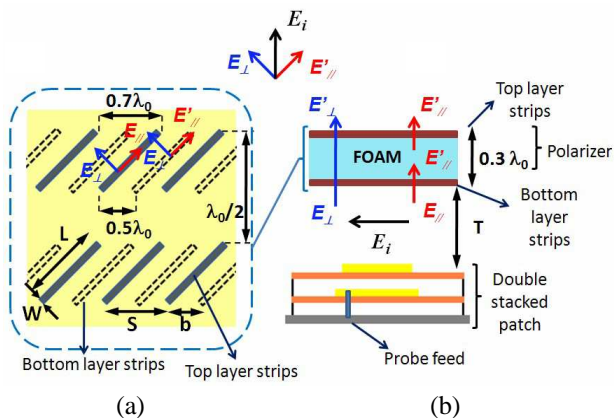 E_i
E_⊥ E'_//
0.7λ₀
E'_//
E_// E_⊥
E_⊥
λ₀/2
0.5λ₀
L
W
S b
Bottom layer strips
Top layer strips
(a)
Top layer strips
E'_⊥ E'_//
FOAM
E'_//
0.3 λ₀
Polarizer
Bottom layer strips
E_⊥ E_//
E_i
T
Double stacked patch
Probe feed
(b)